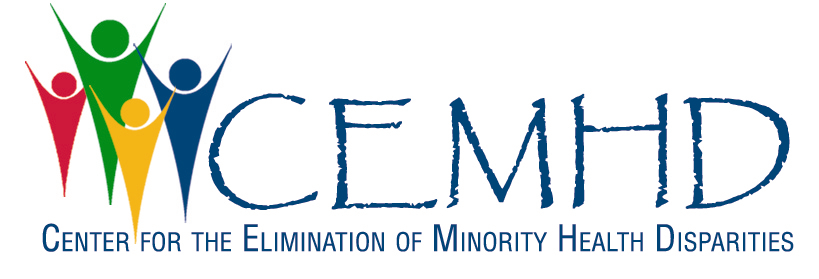 CEMHD
Center for the Elimination of Minority Health Disparities